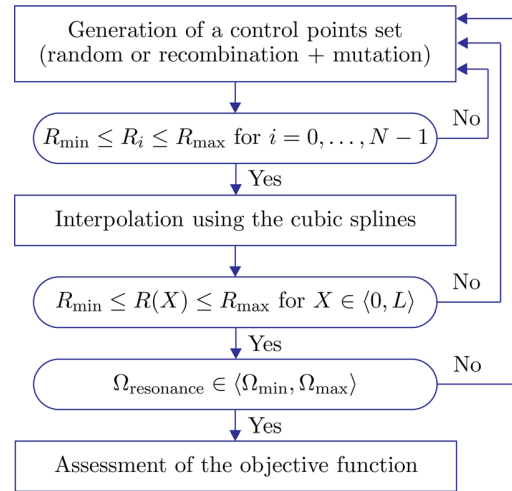 Generation of a control points set
(random or recombination + mutation)
No
R_min ≤ R_i ≤ R_max for i = 0, . . . , N − 1
Yes
Interpolation using the cubic splines
No
R_min ≤ R(X) ≤ R_max for X ∈ ⟨0, L⟩
Yes
No
Ω_resonance ∈ ⟨Ω_min, Ω_max⟩
Yes
Assessment of the objective function